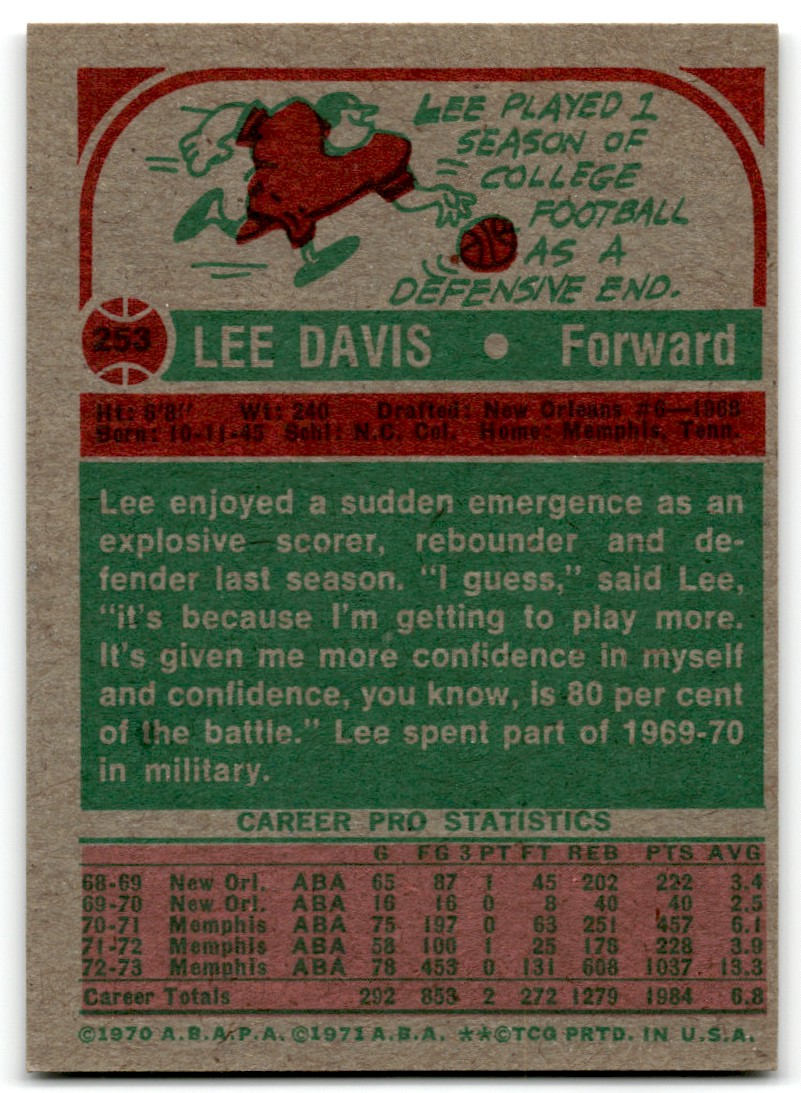 LEE PLAYED 1
SEASON OF
COLLEGE
FOOTBALL
AS A
DEFENSIVE END.
253 LEE DAVIS • Forward
Ht: 6'8" Wt: 240 Drafted: New Orleans #6—1968
Born: 10-11-45 Schl: N.C. Col. Home: Memphis, Tenn.
Lee enjoyed a sudden emergence as an
explosive scorer, rebounder and de-
fender last season. "I guess," said Lee,
"it's because I'm getting to play more.
It's given me more confidence in myself
and confidence, you know, is 80 per cent
of the battle." Lee spent part of 1969-70
in military.
CAREER PRO STATISTICS
G FG 3PT FT REB PTS AVG
68-69 New Orl. ABA 65 87 1 45 202 222 3.4
69-70 New Orl. ABA 16 16 0 8 40 40 2.5
70-71 Memphis ABA 75 197 0 63 251 457 6.1
71-72 Memphis ABA 58 100 1 25 178 228 3.9
72-73 Memphis ABA 78 453 0 131 608 1037 13.3
Career Totals 292 853 2 272 1279 1984 6.8
©1970 A.B.A.P.A. ©1971 A.B.A. **©TCG PRTD. IN U.S.A.